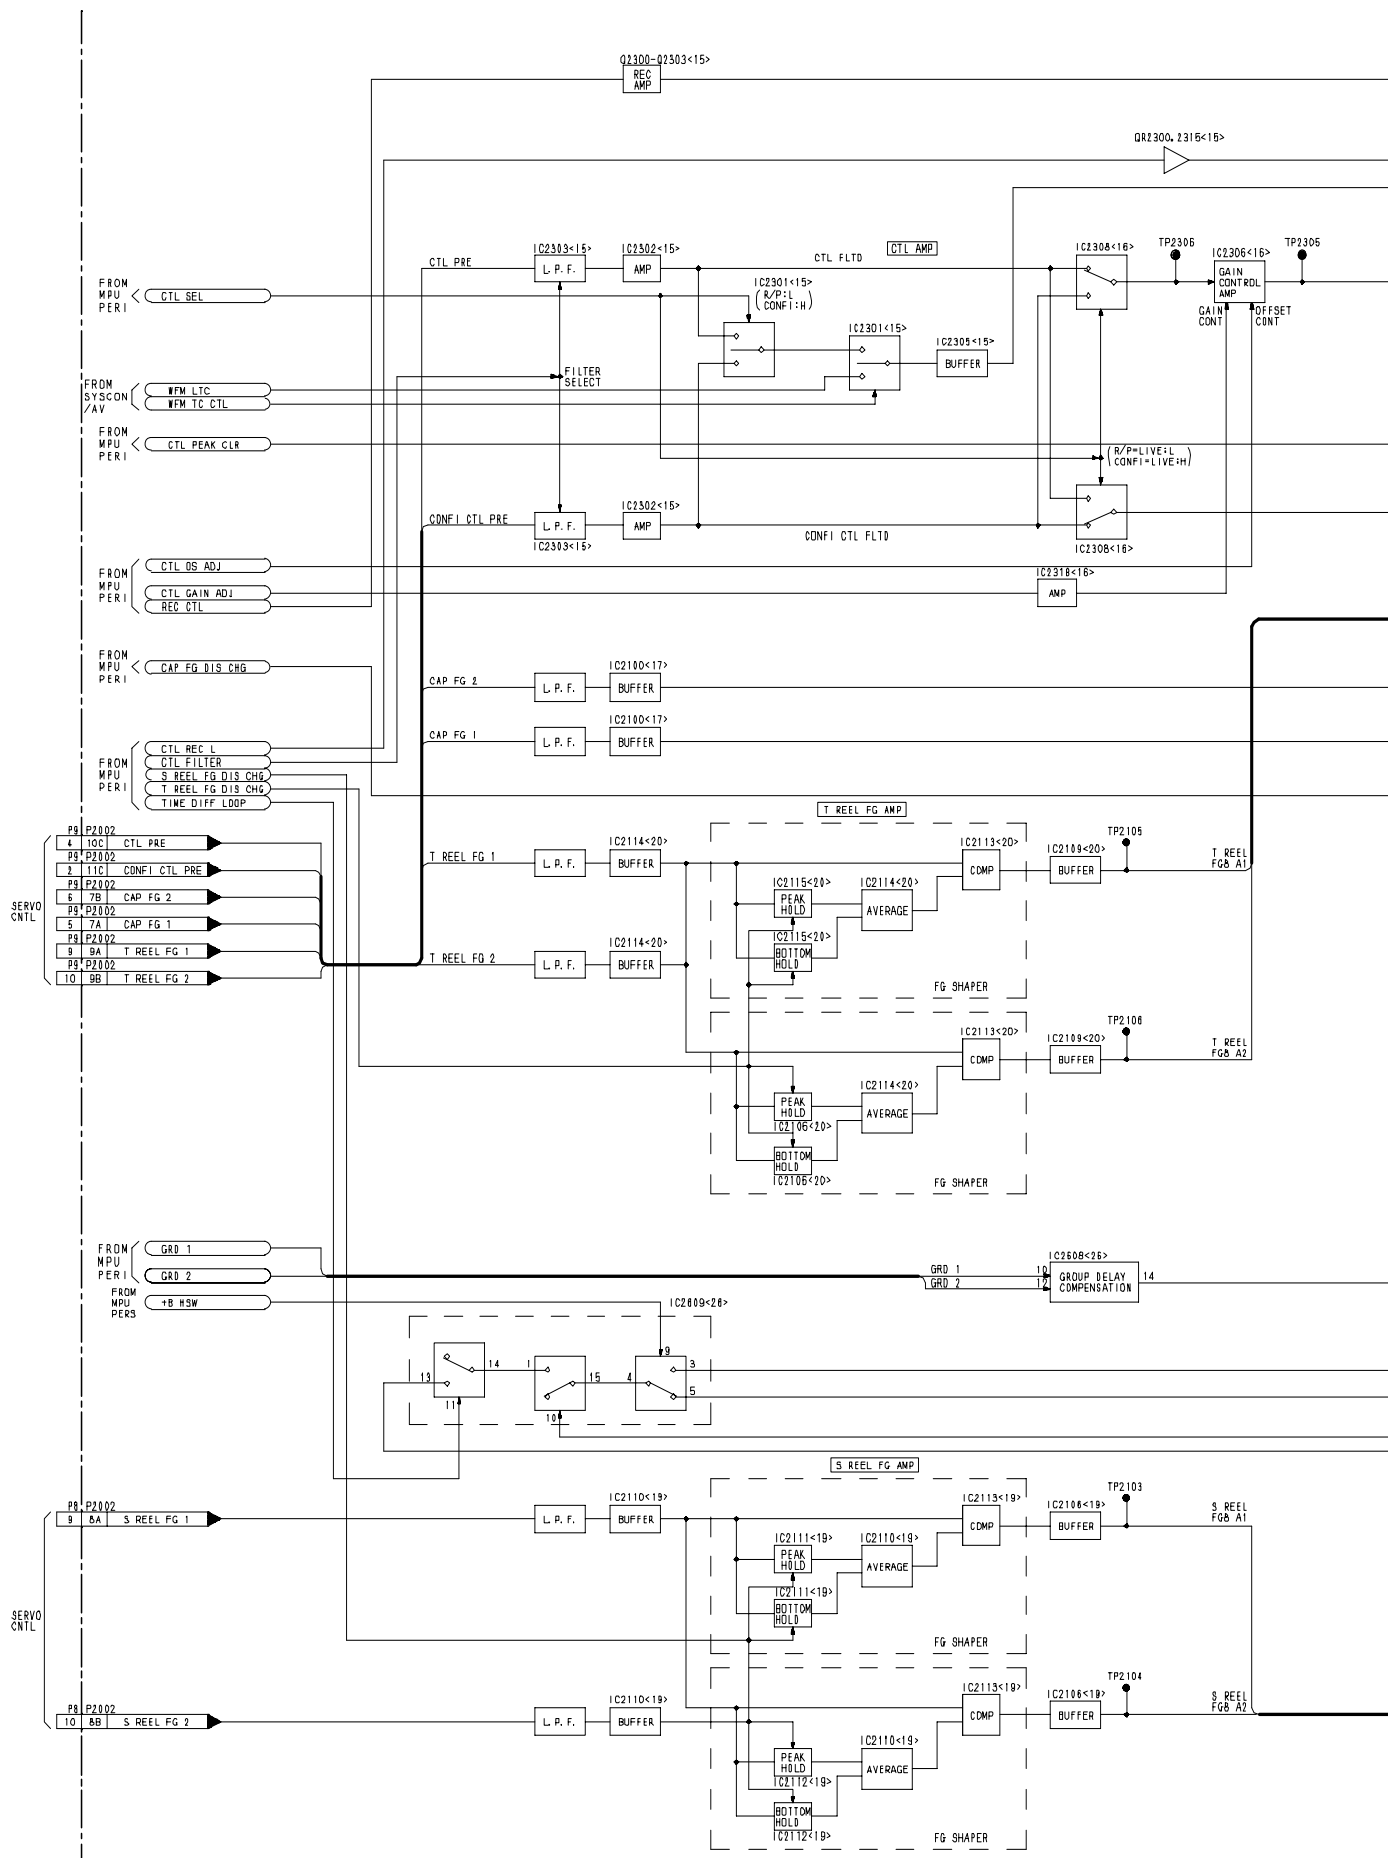 Q2300-Q2303<15>
REC
AMP
QR2300.2315<15>
CTL PRE
IC2303<15>
L.P.F.
IC2302<15>
AMP
CTL FLTD
CTL AMP
IC2308<16>
TP2306
IC2306<16>
GAIN
CONTROL
AMP
TP2305
GAIN
CONT
OFFSET
CONT
FROM
MPU
PERI
CTL SEL
IC2301<15>
(R/P:L
CONFI:H)
IC2301<15>
IC2305<15>
BUFFER
FILTER
SELECT
FROM
SYSCON
/AV
WFM LTC
WFM TC CTL
FROM
MPU
PERI
CTL PEAK CLR
(R/P=LIVE:L
CONFI=LIVE:H)
CONFI CTL PRE
L.P.F.
IC2303<15>
IC2302<15>
AMP
CONFI CTL FLTD
IC2308<16>
FROM
MPU
PERI
CTL OS ADJ
CTL GAIN ADJ
REC CTL
IC2318<16>
AMP
FROM
MPU
PERI
CAP FG DIS CHG
CAP FG 2
L.P.F.
IC2100<17>
BUFFER
CAP FG 1
L.P.F.
IC2100<17>
BUFFER
FROM
MPU
PERI
CTL REC L
CTL FILTER
S REEL FG DIS CHG
T REEL FG DIS CHG
TIME DIFF LOOP
SERVO
CNTL
P9 P2002
4 10C CTL PRE
P9 P2002
2 11C CONFI CTL PRE
P9 P2002
6 7B CAP FG 2
P9 P2002
5 7A CAP FG 1
P9 P2002
9 9A T REEL FG 1
P9 P2002
10 9B T REEL FG 2
T REEL FG AMP
T REEL FG 1
L.P.F.
IC2114<20>
BUFFER
IC2115<20>
PEAK
HOLD
IC2114<20>
AVERAGE
IC2115<20>
BOTTOM
HOLD
IC2113<20>
COMP
IC2109<20>
BUFFER
TP2105
T REEL
FG8 A1
FG SHAPER
T REEL FG 2
L.P.F.
IC2114<20>
BUFFER
IC2113<20>
COMP
IC2109<20>
BUFFER
TP2106
T REEL
FG8 A2
PEAK
HOLD
IC2106<20>
IC2114<20>
AVERAGE
BOTTOM
HOLD
IC2106<20>
FG SHAPER
FROM
MPU
PERI
GRD 1
GRD 2
FROM
MPU
PERS
+B HSW
GRD 1
GRD 2
10
12
IC2608<26>
GROUP DELAY
COMPENSATION
14
IC2609<26>
13
14
11
1
15
10
4
9
3
5
S REEL FG AMP
SERVO
CNTL
P8 P2002
9 8A S REEL FG 1
L.P.F.
IC2110<19>
BUFFER
IC2111<19>
PEAK
HOLD
IC2110<19>
AVERAGE
IC2111<19>
BOTTOM
HOLD
IC2113<19>
COMP
IC2106<19>
BUFFER
TP2103
S REEL
FG8 A1
FG SHAPER
P8 P2002
10 8B S REEL FG 2
L.P.F.
IC2110<19>
BUFFER
IC2113<19>
COMP
IC2106<19>
BUFFER
TP2104
S REEL
FG8 A2
PEAK
HOLD
IC2112<19>
IC2110<19>
AVERAGE
BOTTOM
HOLD
IC2112<19>
FG SHAPER